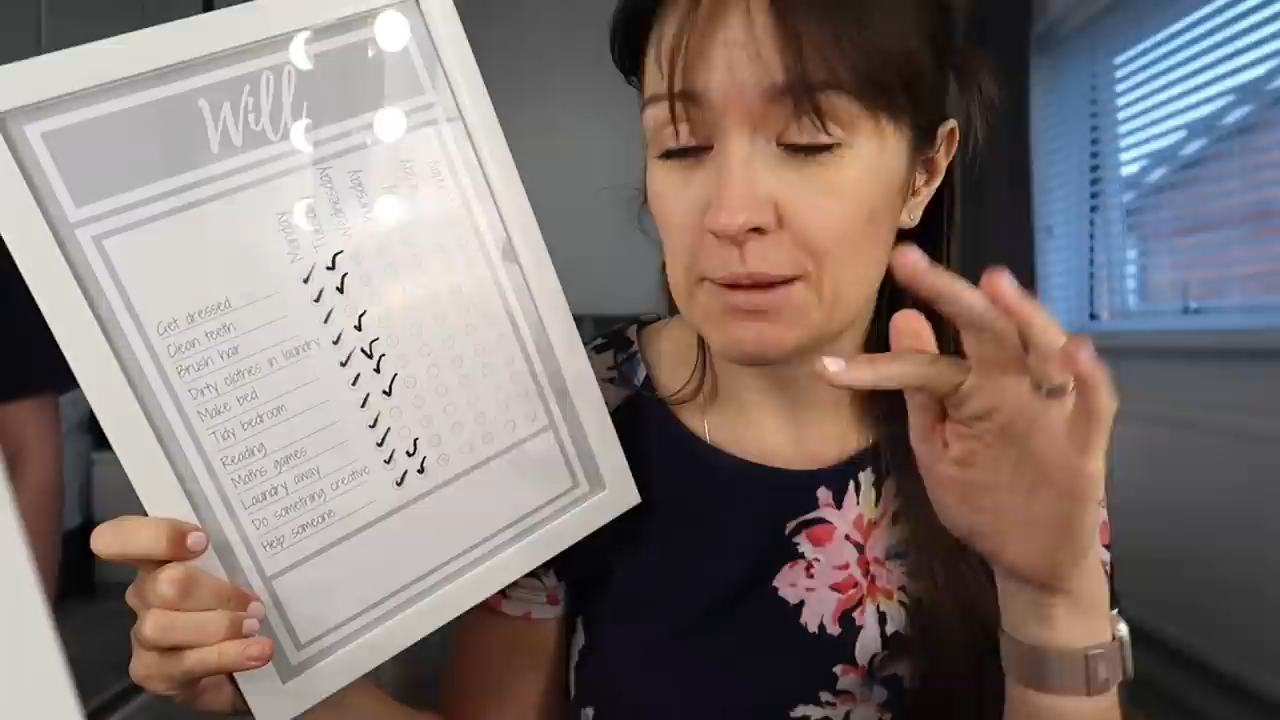 Will
Monday
Tuesday
Wednesday
Get dressed
Clean teeth
Brush hair
Dirty clothes in laundry
Make bed
Tidy bedroom
Reading
Maths games
Laundry away
Do something creative
Help someone